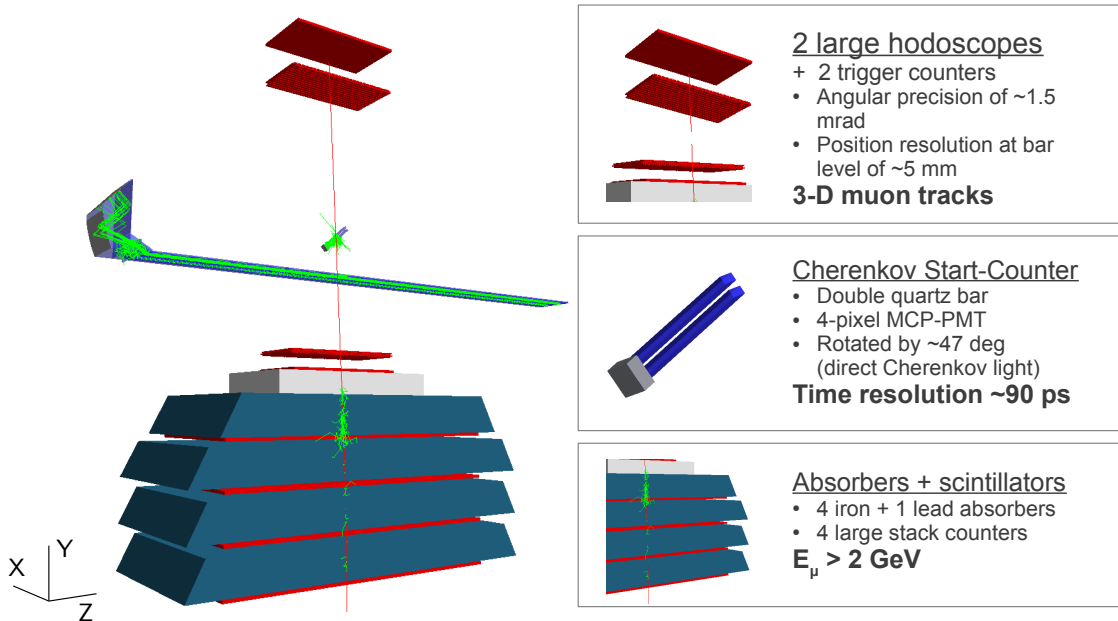 2 large hodoscopes
+ 2 trigger counters
• Angular precision of ~1.5
mrad
• Position resolution at bar
level of ~5 mm
3-D muon tracks
Cherenkov Start-Counter
• Double quartz bar
• 4-pixel MCP-PMT
• Rotated by ~47 deg
(direct Cherenkov light)
Time resolution ~90 ps
Absorbers + scintillators
• 4 iron + 1 lead absorbers
• 4 large stack counters
Eμ > 2 GeV
Y
X
Z